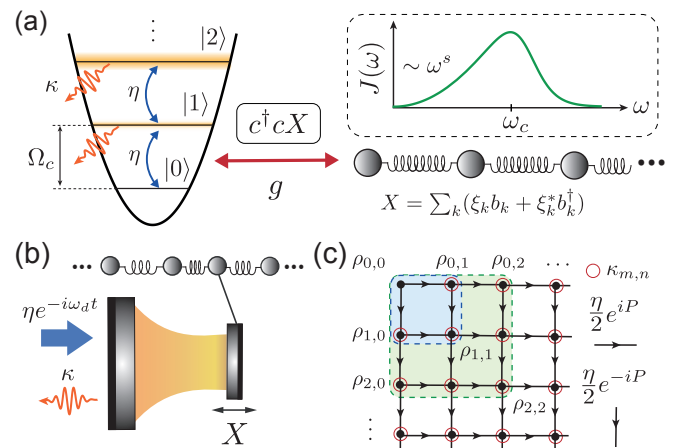 (a)
⋮
|2⟩
κ
η
|1⟩
Ω_c
η
|0⟩
c†cX
g
J(ω)
∼ ω^s
ω
ω_c
•••
X = ∑_k(ξ_k b_k + ξ_k^* b_k^†)
(b)
•••
•••
ηe^{-iω_d t}
κ
X
(c)
ρ_{0,0}
ρ_{0,1}
ρ_{0,2}
⋯
κ_{m,n}
ρ_{1,0}
ρ_{1,1}
ρ_{2,0}
ρ_{2,2}
⋮
η/2 e^{iP}
η/2 e^{-iP}